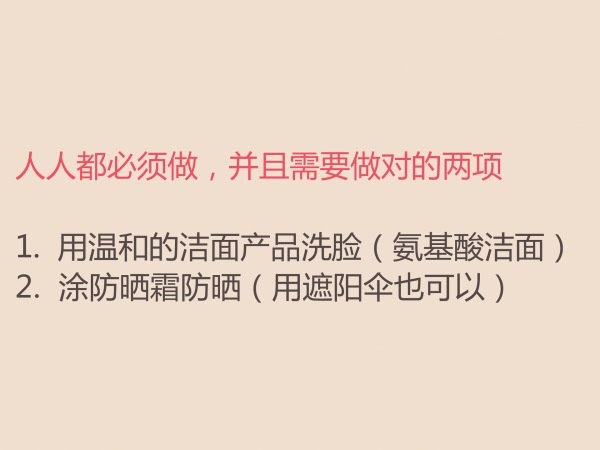 人人都必须做，并且需要做对的两项
1. 用温和的洁面产品洗脸（氨基酸洁面）
2. 涂防晒霜防晒（用遮阳伞也可以）